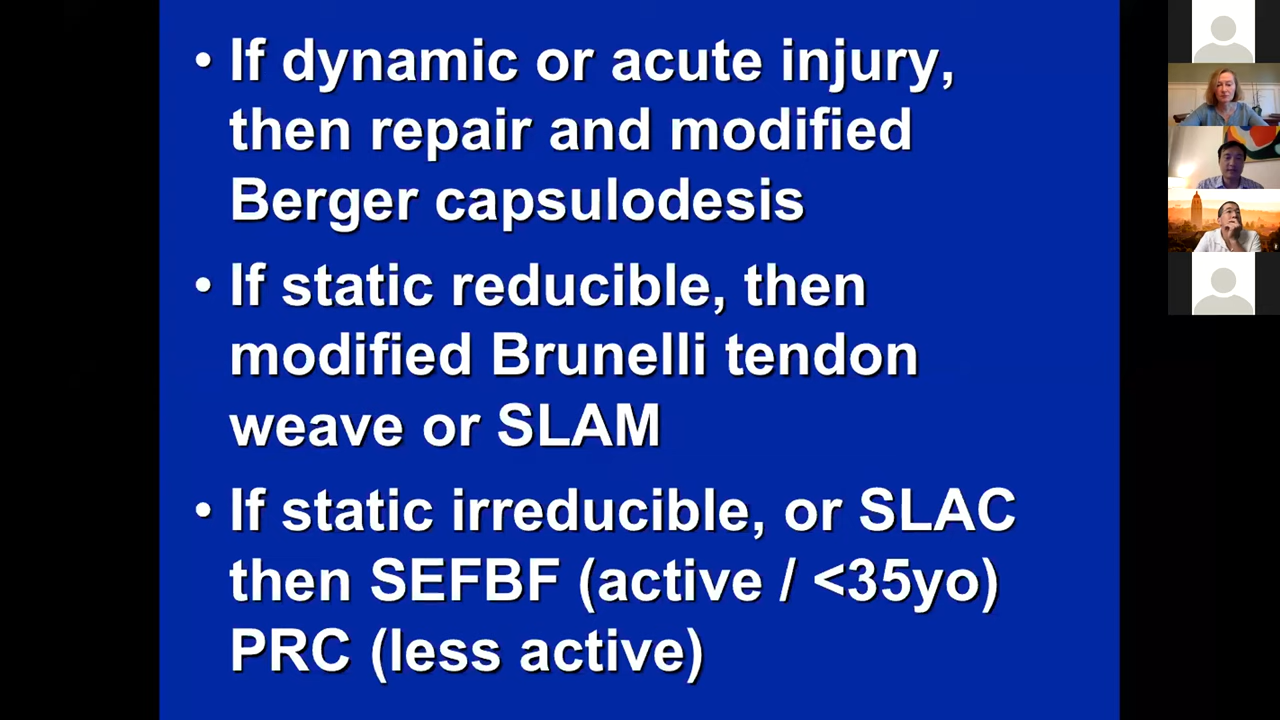 • If dynamic or acute injury,
then repair and modified
Berger capsulodesis
• If static reducible, then
modified Brunelli tendon
weave or SLAM
• If static irreducible, or SLAC
then SEFBF (active / <35yo)
PRC (less active)